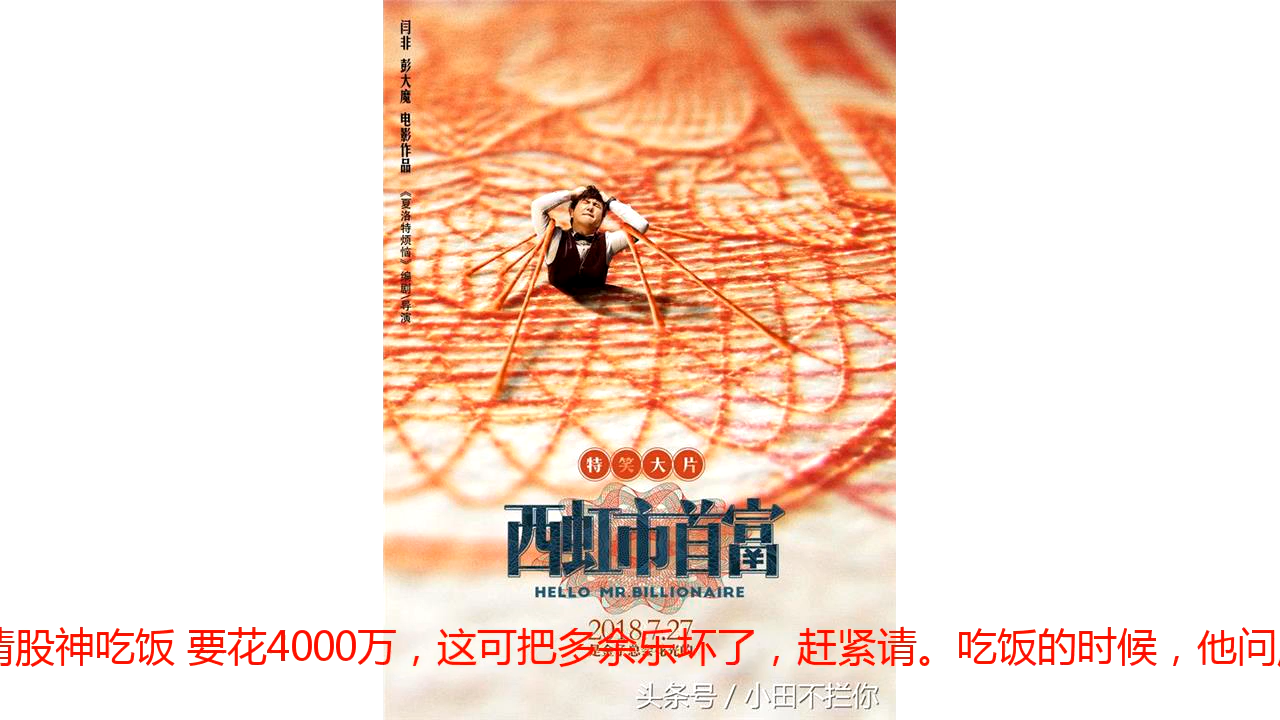 闫非 彭大魔 电影作品
《夏洛特烦恼》编剧/导演
特笑大片
西虹市首富
HELLO MR.BILLIONAIRE
2018.7.27
请股神吃饭 要花4000万，这可把多余乐坏了，赶紧请。吃饭的时候，他问
头条号 / 小田不拦你